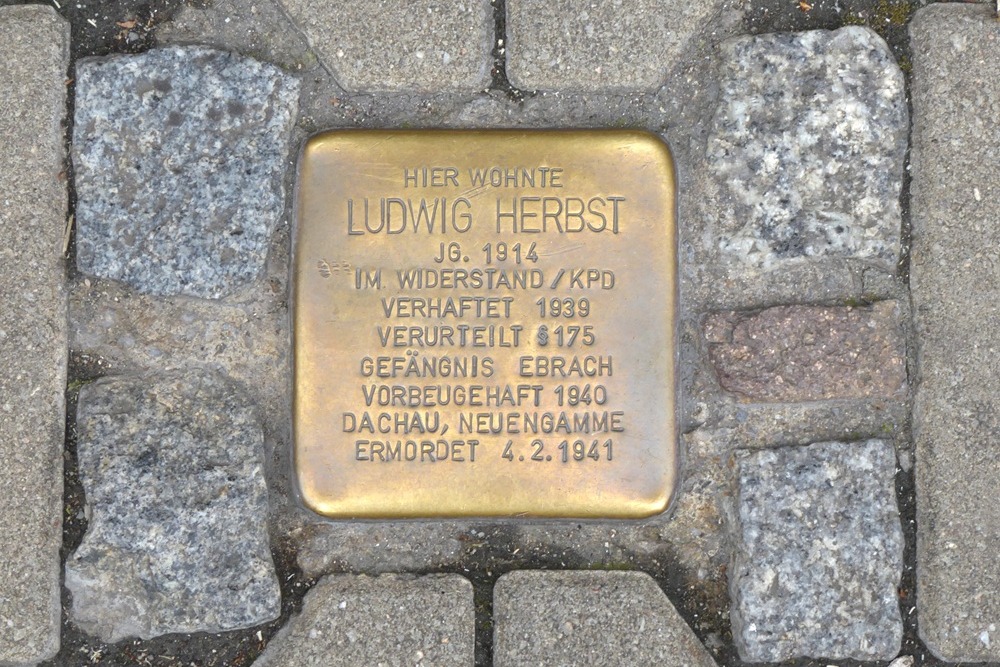 HIER WOHNTE
LUDWIG HERBST
JG. 1914
IM WIDERSTAND/KPD
VERHAFTET 1939
VERURTEILT §175
GEFÄNGNIS EBRACH
VORBEUGEHAFT 1940
DACHAU, NEUENGAMME
ERMORDET 4.2.1941